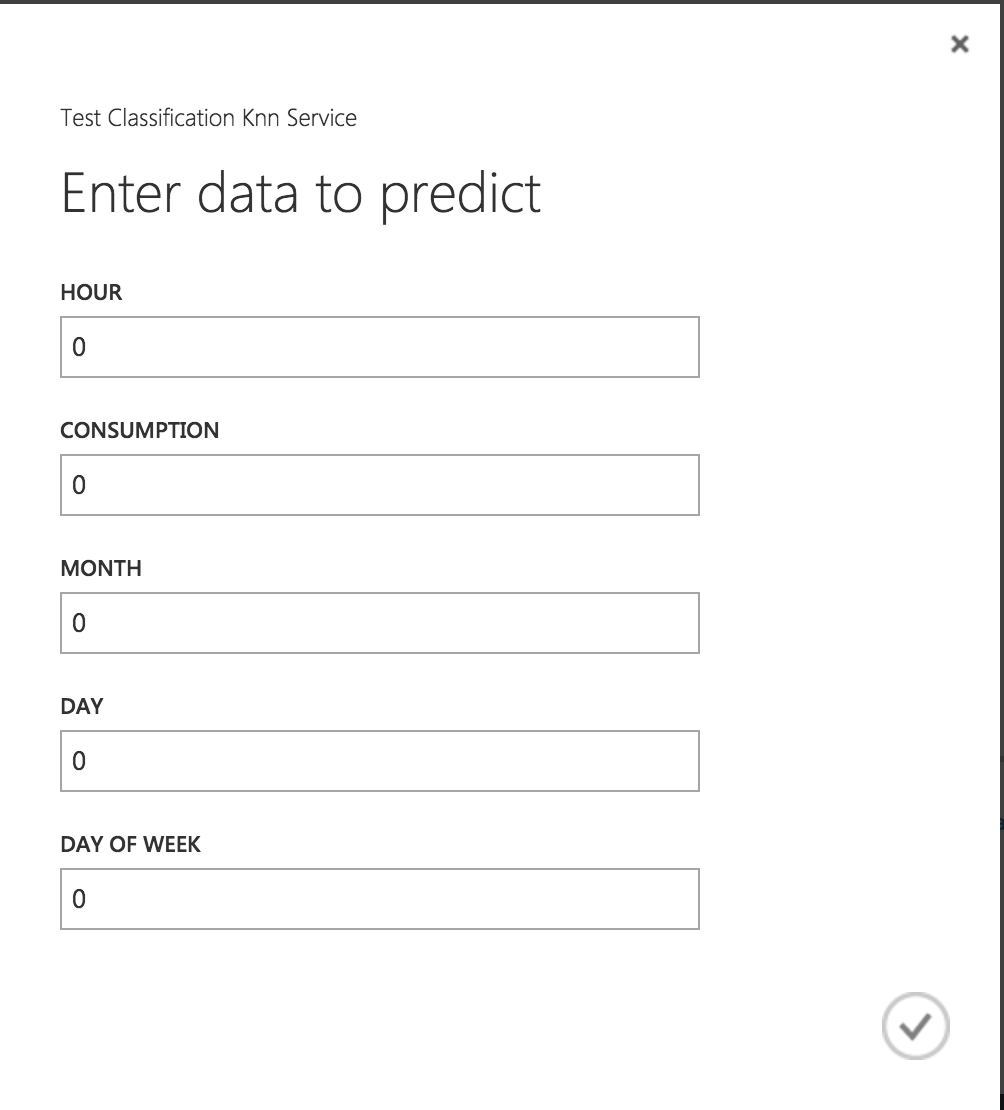 Test Classification Knn Service
Enter data to predict
HOUR
0
CONSUMPTION
0
MONTH
0
DAY
0
DAY OF WEEK
0